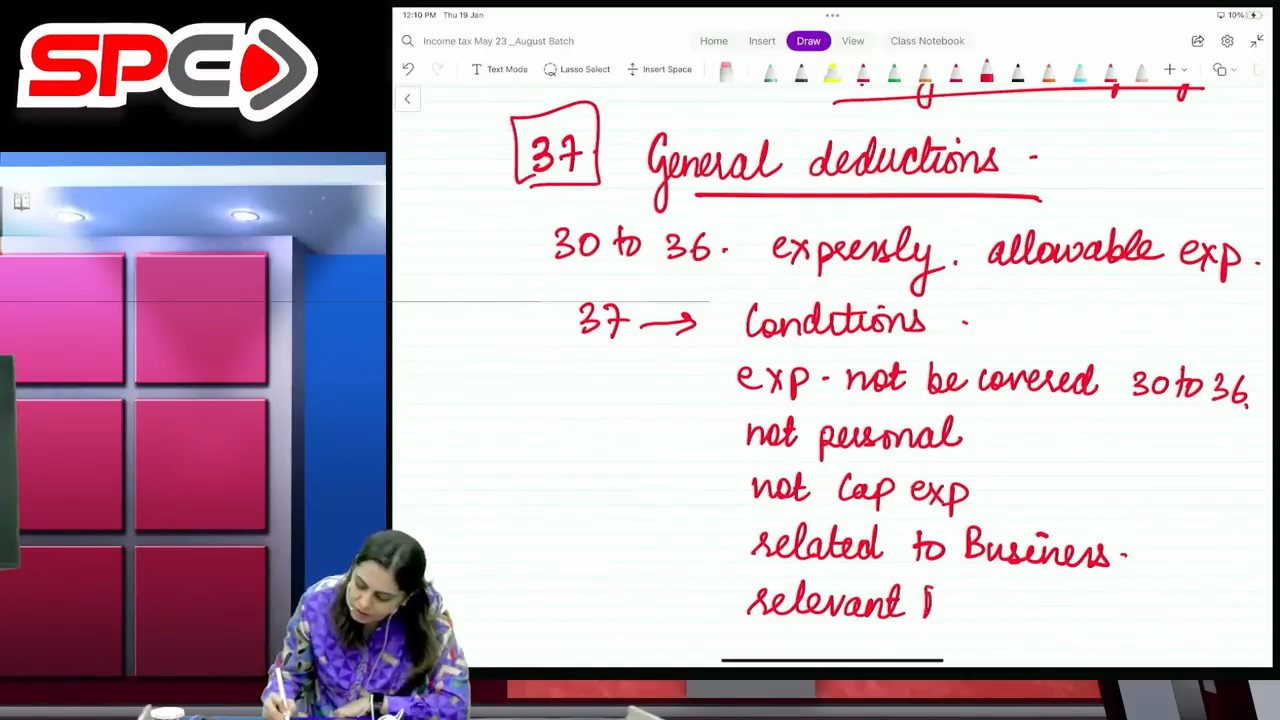 SPC
12:10 PM Thu 19 Jan
10%
Income tax May 23 _August Batch
Home Insert Draw View Class Notebook
Text Mode Lasso Select Insert Space
37 General deductions.
30 to 36. expressly. allowable exp.
37 → Conditions.
exp. not be covered 30 to 36.
not personal
not Cap exp
related to Business.
relevant